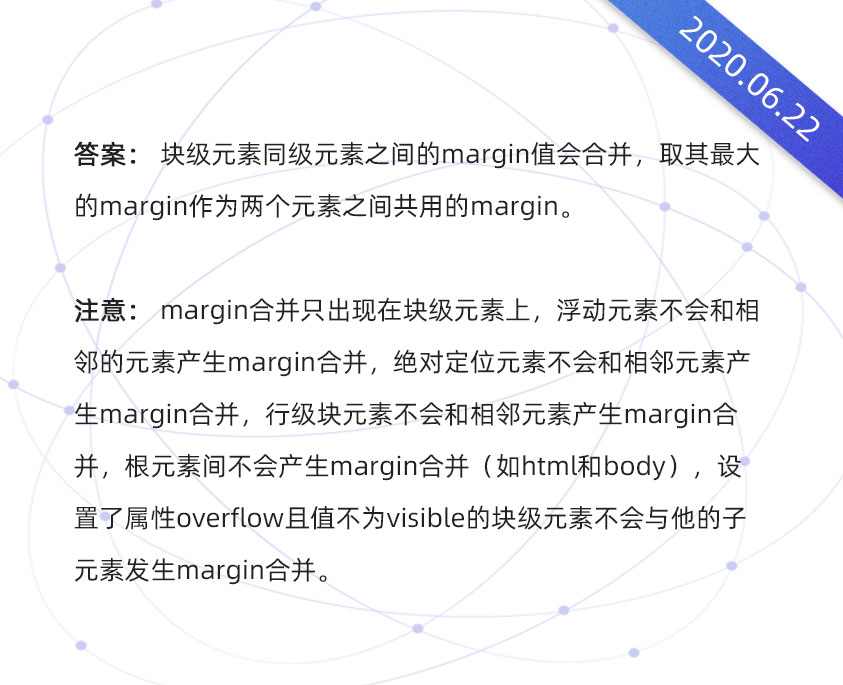 2020.06.22
答案： 块级元素同级元素之间的margin值会合并，取其最大
的margin作为两个元素之间共用的margin。
注意： margin合并只出现在块级元素上，浮动元素不会和相
邻的元素产生margin合并，绝对定位元素不会和相邻元素产
生margin合并，行级块元素不会和相邻元素产生margin合
并，根元素间不会产生margin合并（如html和body），设
置了属性overflow且值不为visible的块级元素不会与他的子
元素发生margin合并。